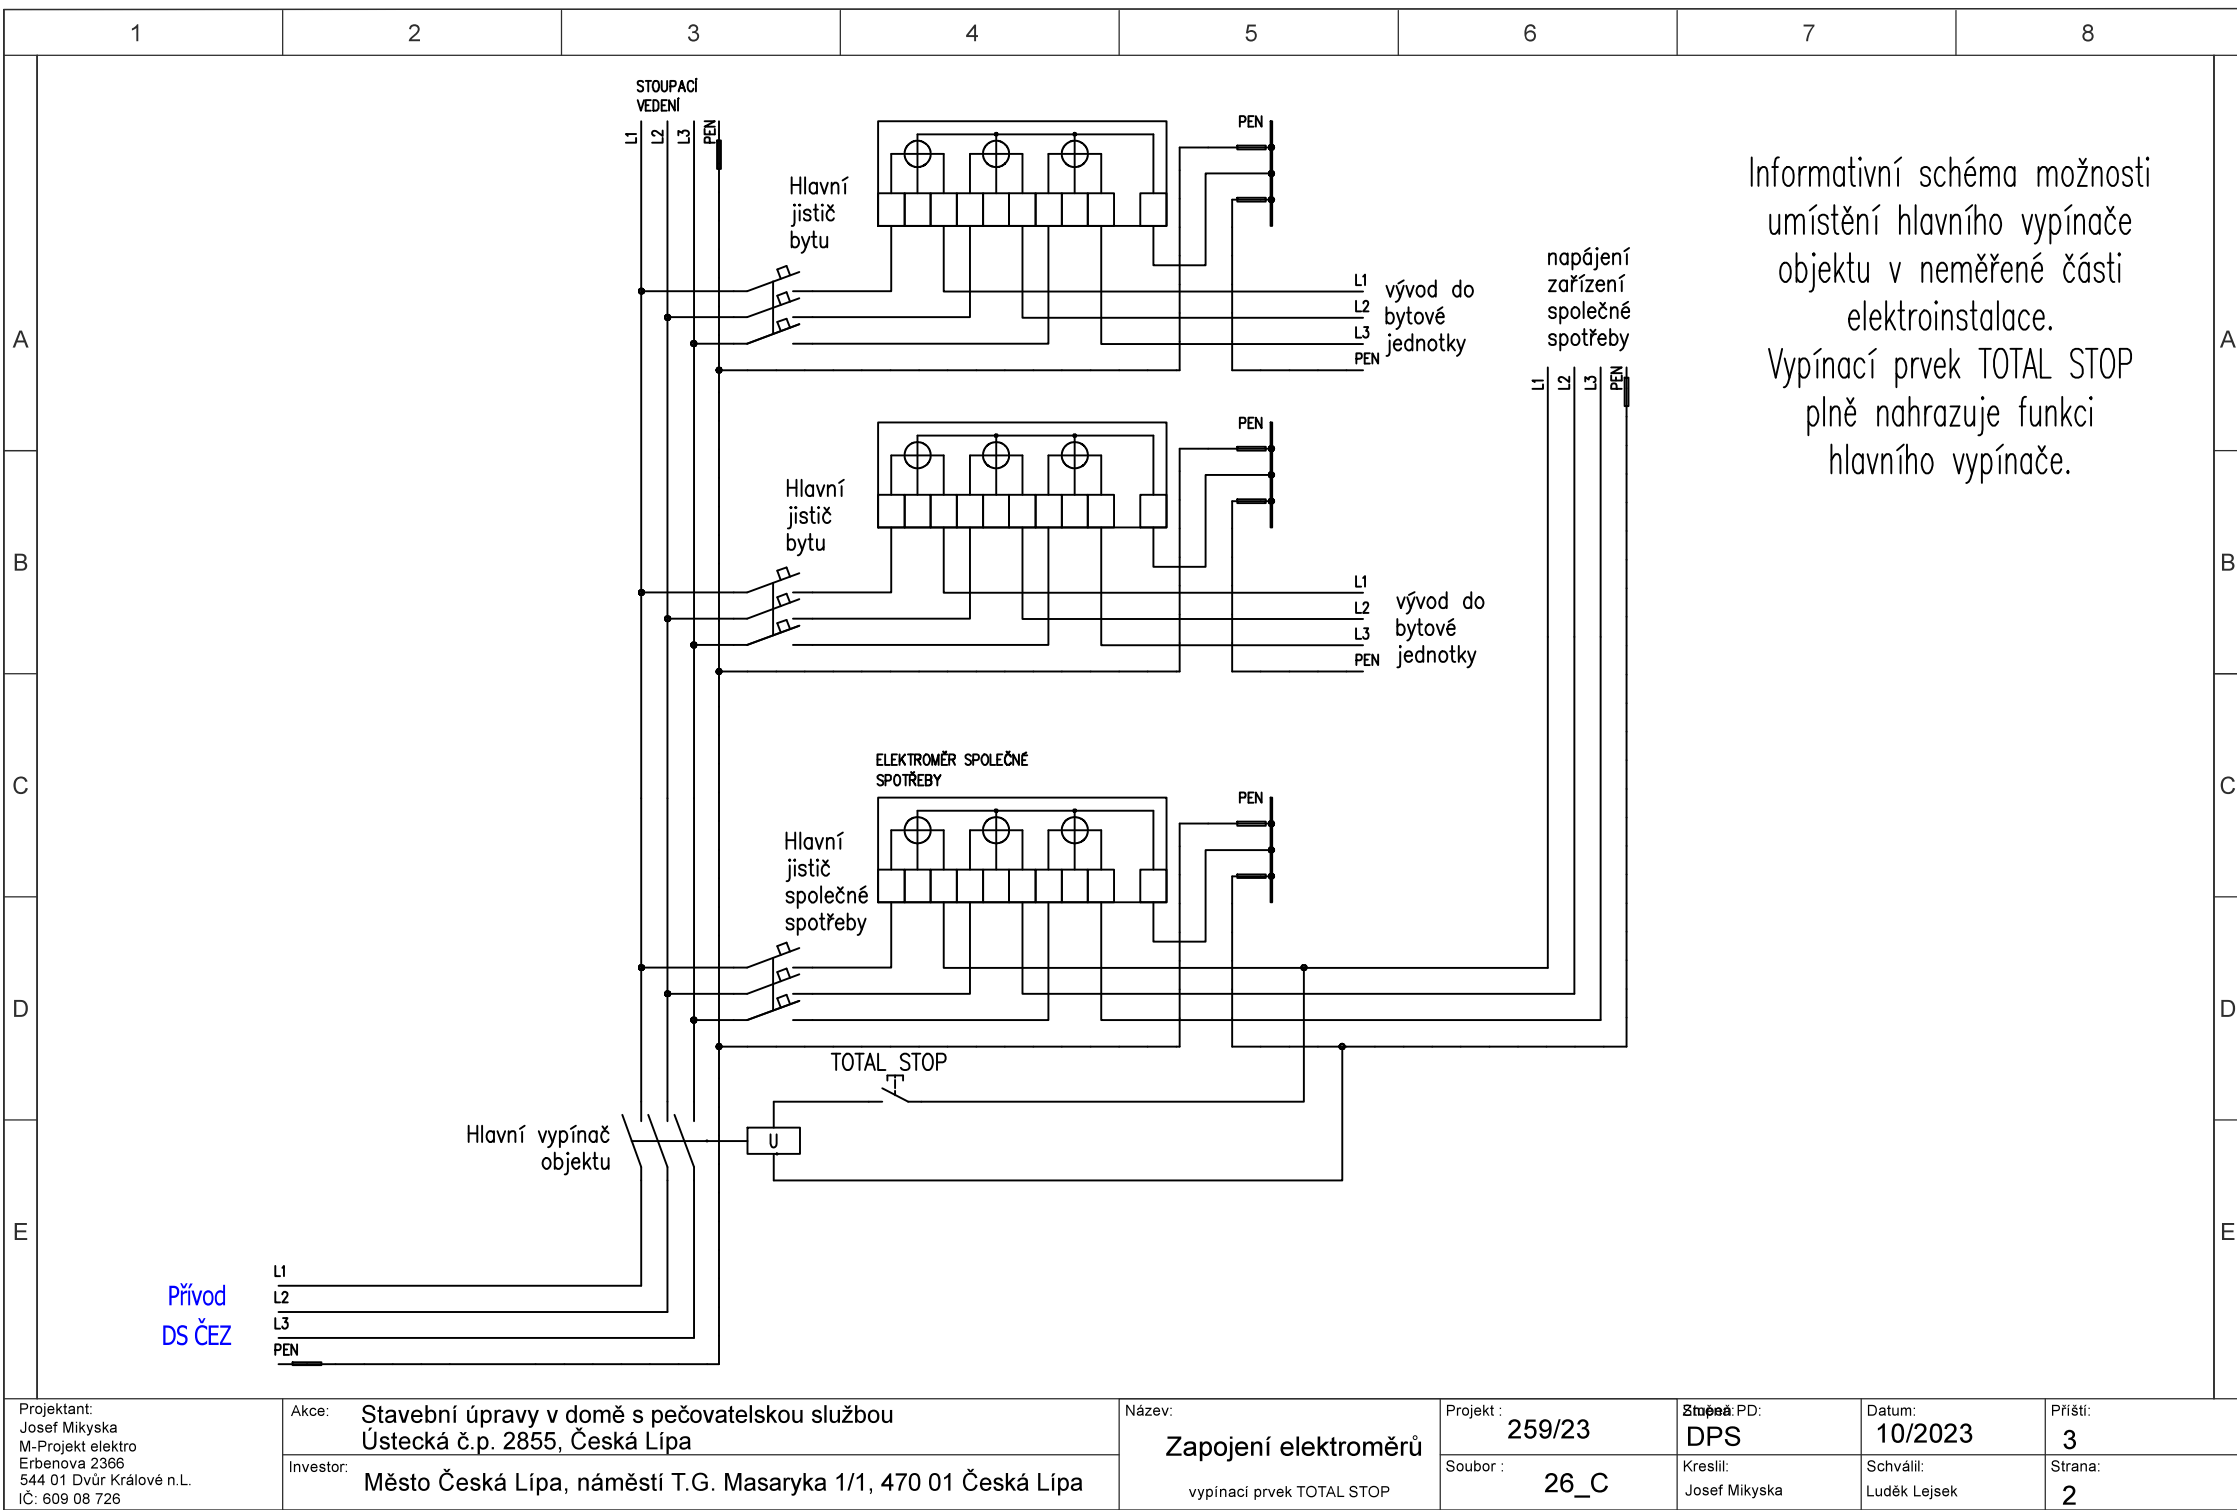 1 2 3 4 5 6 7 8
A
B
C
D
E
A
B
C
D
E
STOUPACÍ
VEDENÍ
L1
L2
L3
PEN
Hlavní
jistič
bytu
PEN
L1
L2
L3
PEN
vývod do
bytové
jednotky
Hlavní
jistič
bytu
PEN
L1
L2
L3
PEN
vývod do
bytové
jednotky
napájení
zařízení
společné
spotřeby
L1
L2
L3
PEN
Informativní schéma možnosti
umístění hlavního vypínače
objektu v neměřené části
elektroinstalace.
Vypínací prvek TOTAL STOP
plně nahrazuje funkci
hlavního vypínače.
ELEKTROMĚR SPOLEČNÉ
SPOTŘEBY
Hlavní
jistič
společné
spotřeby
PEN
TOTAL STOP
U
Hlavní vypínač
objektu
Přívod
DS ČEZ
L1
L2
L3
PEN
Projektant:
Josef Mikyska
M-Projekt elektro
Erbenova 2366
544 01 Dvůr Králové n.L.
IČ: 609 08 726
Akce:
Stavební úpravy v domě s pečovatelskou službou
Ústecká č.p. 2855, Česká Lípa
Investor:
Město Česká Lípa, náměstí T.G. Masaryka 1/1, 470 01 Česká Lípa
Název:
Zapojení elektroměrů
vypínací prvek TOTAL STOP
Projekt :
259/23
Soubor :
26_C
PD:
DPS
Kreslil:
Josef Mikyska
Datum:
10/2023
Schválil:
Luděk Lejsek
Příští:
3
Strana:
2